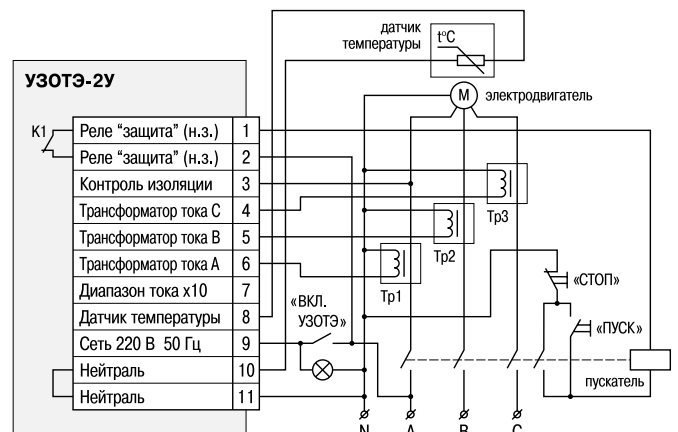 датчик
температуры
t°C
УЗОТЭ-2У
М
электродвигатель
К1
Реле “защита” (н.з.) 1
Реле “защита” (н.з.) 2
Контроль изоляции 3
Трансформатор тока С 4
Трансформатор тока В 5
Трансформатор тока А 6
Диапазон тока х10 7
Датчик температуры 8
Сеть 220 В 50 Гц 9
Нейтраль 10
Нейтраль 11
Тр3
Тр2
Тр1
«СТОП»
«ВКЛ.
УЗОТЭ»
«ПУСК»
пускатель
N A B C